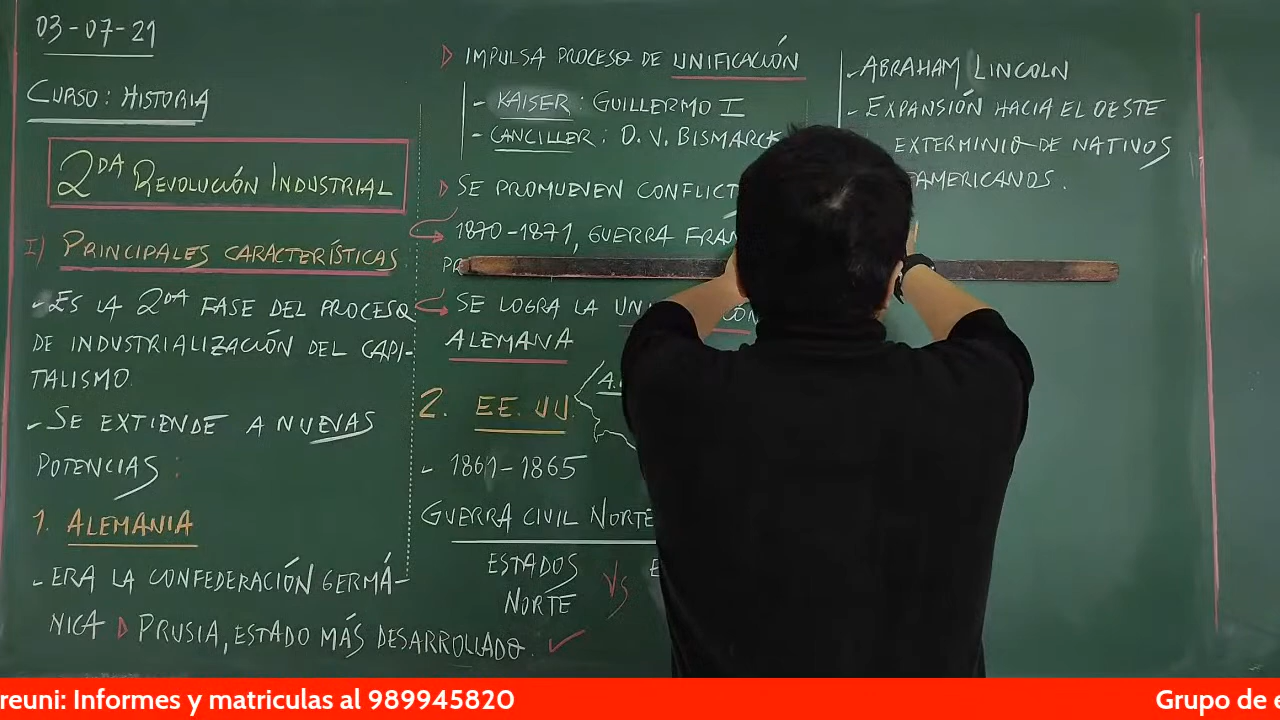 03-07-21
CURSO: HISTORIA
2DA REVOLUCIÓN INDUSTRIAL
I) PRINCIPALES CARACTERÍSTICAS
- ES LA 2DA FASE DEL PROCESO
DE INDUSTRIALIZACIÓN DEL CAPI-
TALISMO.
- SE EXTIENDE A NUEVAS
POTENCIAS:
1. ALEMANIA
- ERA LA CONFEDERACIÓN GERMÁ-
NICA PRUSIA, ESTADO MÁS DESARROLLADO.
IMPULSA PROCESO DE UNIFICACIÓN
- KAISER: GUILLERMO I
- CANCILLER: O. V. BISMARCK
SE PROMUEVEN CONFLICT
1870-1871, GUERRA FRAN
SE LOGRA LA
ALEMANA
2. EE. UU.
- 1861-1865
GUERRA CIVIL NORTE
ESTADOS
NORTE
VS
- ABRAHAM LINCOLN
- EXPANSIÓN HACIA EL OESTE
EXTERMINIO DE NATIVOS
AMERICANOS.
reuni: Informes y matriculas al 989945820
Grupo de e